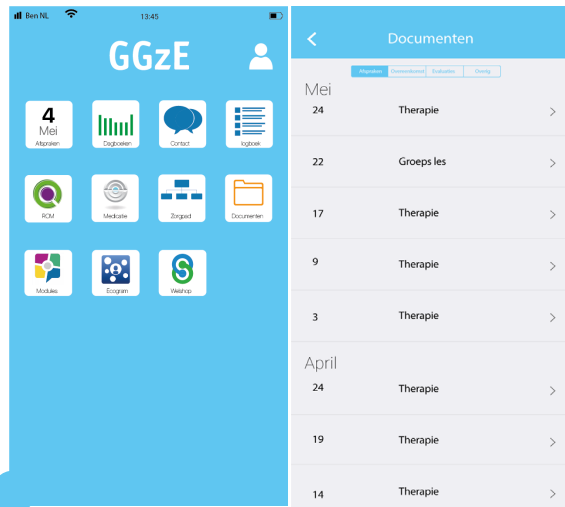 Ben NL
13:45
GGzE
4
Mei
Afspraken
Dagboeken
Contact
logboek
ROM
Medicatie
Zorgpad
Documenten
Modules
Ecogram
Webshop
Documenten
Afspraken Evaluaties Overig
Mei
24 Therapie
22 Groeps les
17 Therapie
9 Therapie
3 Therapie
April
24 Therapie
19 Therapie
14 Therapie